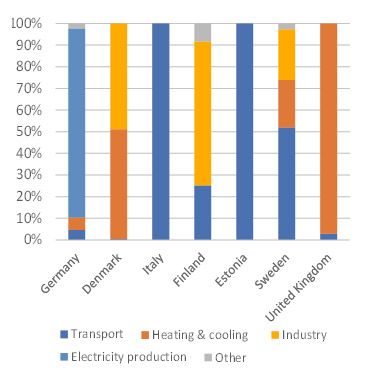 100%
90%
80%
70%
60%
50%
40%
30%
20%
10%
0%
Germany
Denmark
Italy
Finland
Estonia
Sweden
United Kingdom
Transport Heating & cooling Industry
Electricity production Other